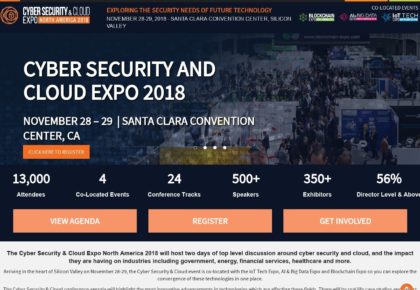 CYBER SECURITY & CLOUD
EXPO NORTH AMERICA 2018
EXPLORING THE SECURITY NEEDS OF FUTURE TECHNOLOGY
NOVEMBER 28-29, 2018 - SANTA CLARA CONVENTION CENTER, SILICON
VALLEY
CO-LOCATED EVENTS
BLOCKCHAIN
EXPO
AI & BIG DATA
EXPO
IOT TECH
EXPO
CYBER SECURITY AND
CLOUD EXPO 2018
NOVEMBER 28 – 29 | SANTA CLARA CONVENTION
CENTER, CA
CLICK HERE TO REGISTER
13,000 4 24 500+ 350+ 56%
Attendees Co-Located Events Conference Tracks Speakers Exhibitors Director Level & Above
VIEW AGENDA REGISTER GET INVOLVED
The Cyber Security & Cloud Expo North America 2018 will host two days of top level discussion around cyber security and cloud, and the impact
they are having on industries including government, energy, financial services, healthcare and more.
Arriving in the heart of Silicon Valley on November 28-29, the Cyber Security & Cloud event is co-located with the IoT Tech Expo, AI & Big Data Expo and Blockchain Expo so you can explore the
convergence of these technologies in one place.